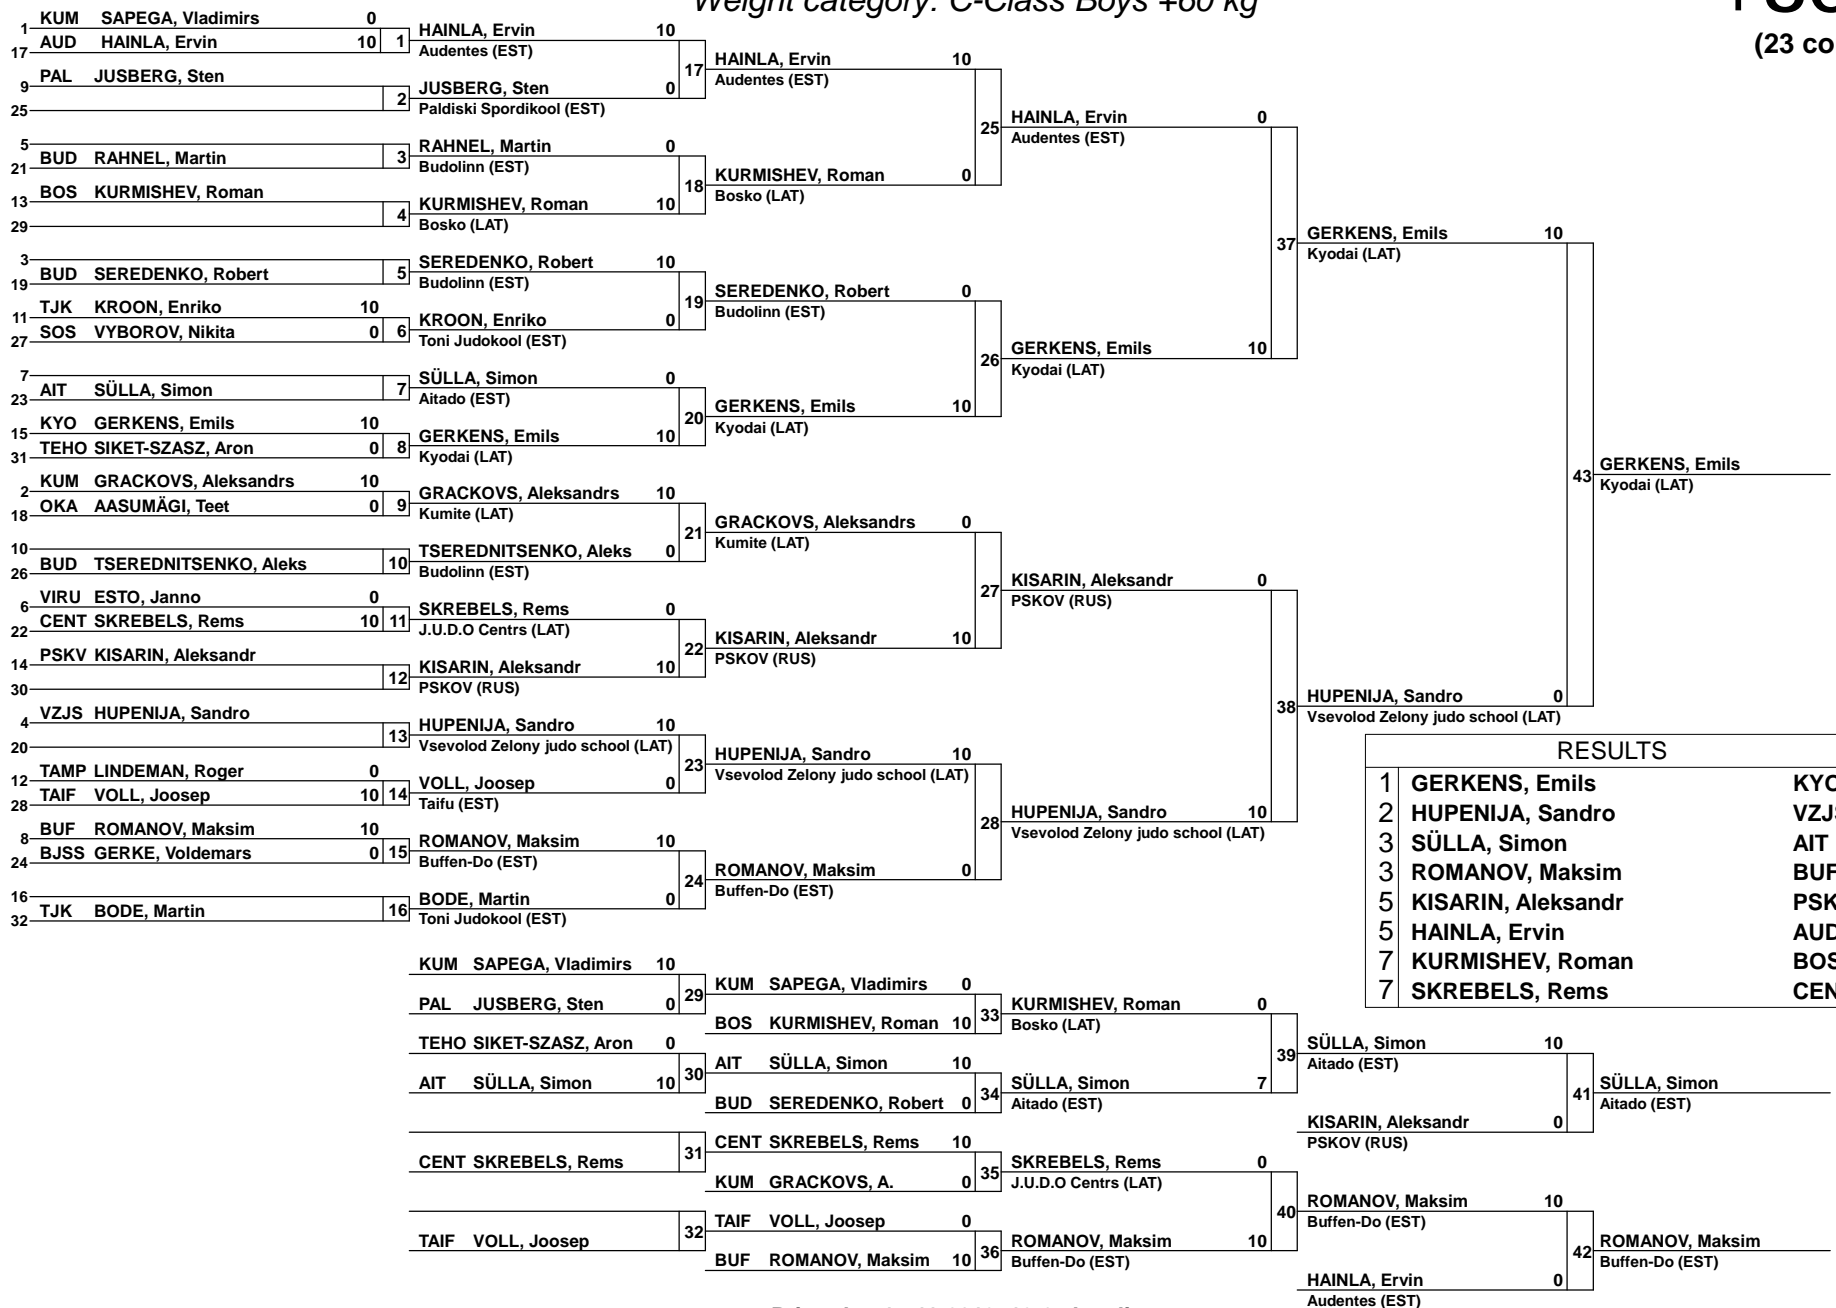 Weight category: C-Class Boys +60 kg
(23 co
1 KUM SAPEGA, Vladimirs 0
17 AUD HAINLA, Ervin 10 1
9 PAL JUSBERG, Sten
25 2
5
21 BUD RAHNEL, Martin 3
13 BOS KURMISHEV, Roman
29 4
3
19 BUD SEREDENKO, Robert 5
11 TJK KROON, Enriko 10
27 SOS VYBOROV, Nikita 0 6
7
23 AIT SÜLLA, Simon 7
15 KYO GERKENS, Emils 10
31 TEHO SIKET-SZASZ, Aron 0 8
2 KUM GRACKOVS, Aleksandrs 10
18 OKA AASUMÄGI, Teet 0 9
10
26 BUD TSEREDNITSENKO, Aleks 10
6 VIRU ESTO, Janno 0
22 CENT SKREBELS, Rems 10 11
14 PSKV KISARIN, Aleksandr
30 12
4 VZJS HUPENIJA, Sandro
20 13
12 TAMP LINDEMAN, Roger 0
28 TAIF VOLL, Joosep 10 14
8 BUF ROMANOV, Maksim 10
24 BJSS GERKE, Voldemars 0 15
16
32 TJK BODE, Martin 16
HAINLA, Ervin 10
Audentes (EST)
17
JUSBERG, Sten 0
Paldiski Spordikool (EST)
RAHNEL, Martin 0
Budolinn (EST)
18
KURMISHEV, Roman 10
Bosko (LAT)
SEREDENKO, Robert 10
Budolinn (EST)
19
KROON, Enriko 0
Toni Judokool (EST)
SÜLLA, Simon 0
Aitado (EST)
20
GERKENS, Emils 10
Kyodai (LAT)
GRACKOVS, Aleksandrs 10
Kumite (LAT)
21
TSEREDNITSENKO, Aleks 0
Budolinn (EST)
SKREBELS, Rems 0
J.U.D.O Centrs (LAT)
22
KISARIN, Aleksandr 10
PSKOV (RUS)
HUPENIJA, Sandro 10
Vsevolod Zelony judo school (LAT)
23
VOLL, Joosep 0
Taifu (EST)
ROMANOV, Maksim 10
Buffen-Do (EST)
24
BODE, Martin 0
Toni Judokool (EST)
HAINLA, Ervin 10
Audentes (EST)
25
KURMISHEV, Roman 0
Bosko (LAT)
SEREDENKO, Robert 0
Budolinn (EST)
26
GERKENS, Emils 10
Kyodai (LAT)
GRACKOVS, Aleksandrs 0
Kumite (LAT)
27
KISARIN, Aleksandr 10
PSKOV (RUS)
HUPENIJA, Sandro 10
Vsevolod Zelony judo school (LAT)
28
ROMANOV, Maksim 0
Buffen-Do (EST)
HAINLA, Ervin 0
Audentes (EST)
37
GERKENS, Emils 10
Kyodai (LAT)
KISARIN, Aleksandr 0
PSKOV (RUS)
38
HUPENIJA, Sandro 10
Vsevolod Zelony judo school (LAT)
GERKENS, Emils 10
Kyodai (LAT)
43
HUPENIJA, Sandro 0
Vsevolod Zelony judo school (LAT)
GERKENS, Emils
Kyodai (LAT)
RESULTS
1 GERKENS, Emils KYO
2 HUPENIJA, Sandro VZJS
3 SÜLLA, Simon AIT
3 ROMANOV, Maksim BUF
5 KISARIN, Aleksandr PSK
5 HAINLA, Ervin AUD
7 KURMISHEV, Roman BOS
7 SKREBELS, Rems CEN
KUM SAPEGA, Vladimirs 10
29
PAL JUSBERG, Sten 0
TEHO SIKET-SZASZ, Aron 0
30
AIT SÜLLA, Simon 10
31
CENT SKREBELS, Rems
32
TAIF VOLL, Joosep
KUM SAPEGA, Vladimirs 0
33
BOS KURMISHEV, Roman 10
AIT SÜLLA, Simon 10
34
BUD SEREDENKO, Robert 0
CENT SKREBELS, Rems 10
35
KUM GRACKOVS, A. 0
TAIF VOLL, Joosep 0
36
BUF ROMANOV, Maksim 10
KURMISHEV, Roman 0
Bosko (LAT)
39
SÜLLA, Simon 7
Aitado (EST)
SKREBELS, Rems 0
J.U.D.O Centrs (LAT)
40
ROMANOV, Maksim 10
Buffen-Do (EST)
SÜLLA, Simon 10
Aitado (EST)
41
KISARIN, Aleksandr 0
PSKOV (RUS)
ROMANOV, Maksim 10
Buffen-Do (EST)
42
HAINLA, Ervin 0
Audentes (EST)
SÜLLA, Simon
Aitado (EST)
ROMANOV, Maksim
Buffen-Do (EST)